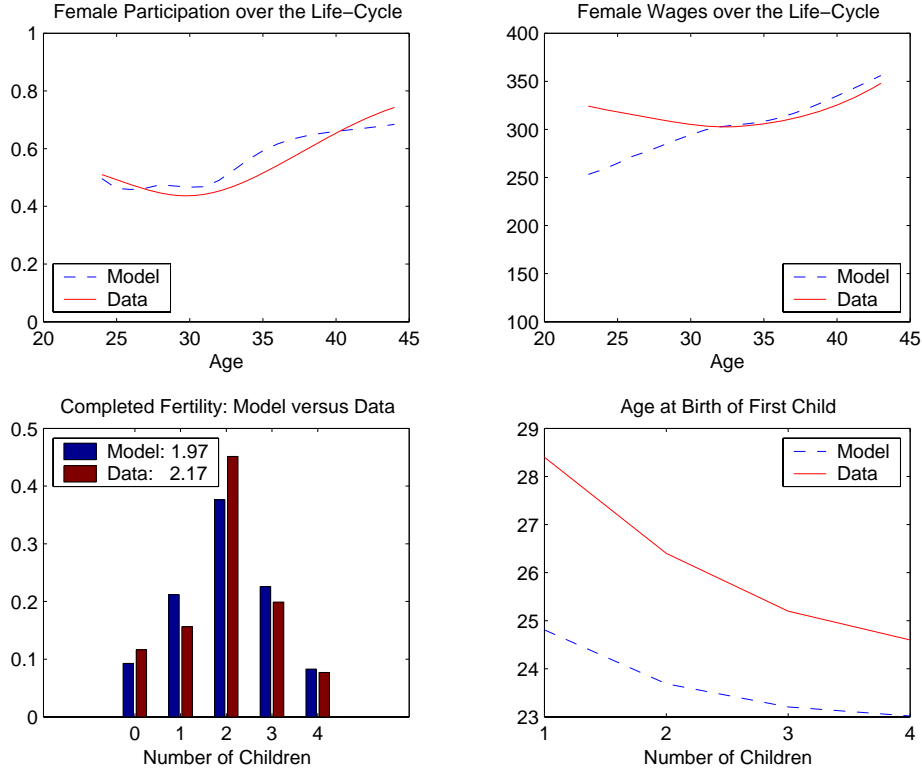 Female Participation over the Life−Cycle
1
0.8
0.6
0.4
0.2
0
Model
Data
20 25 30 35 40 45
Age
Female Wages over the Life−Cycle
400
350
300
250
200
150
100
Model
Data
20 25 30 35 40 45
Age
Completed Fertility: Model versus Data
0.5
0.4
0.3
0.2
0.1
0
Model: 1.97
Data: 2.17
0 1 2 3 4
Number of Children
Age at Birth of First Child
29
28
27
26
25
24
23
Model
Data
1 2 3 4
Number of Children